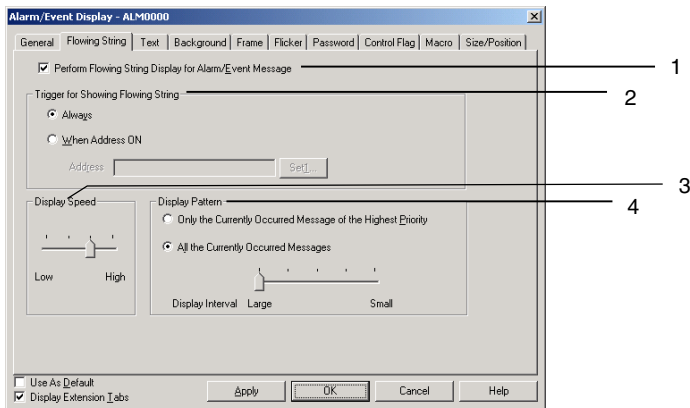 Alarm/Event Display - ALM0000
General Flowing String Text Background Frame Flicker Password Control Flag Macro Size/Position
Perform Flowing String Display for Alarm/Event Message 1
Trigger for Showing Flowing String 2
Always
When Address ON
Address Set1...
3
Display Speed Display Pattern 4
Only the Currently Occurred Message of the Highest Priority
All the Currently Occurred Messages
Low High
Display Interval Large Small
Use As Default
Display Extension Tabs
Apply OK Cancel Help